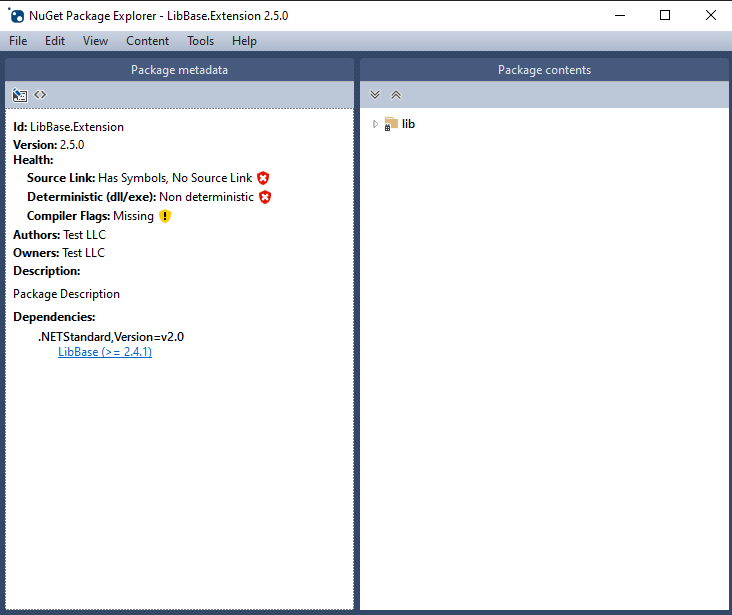 NuGet Package Explorer - LibBase.Extension 2.5.0
File Edit View Content Tools Help
Package metadata
Id: LibBase.Extension
Version: 2.5.0
Health:
Source Link: Has Symbols, No Source Link
Deterministic (dll/exe): Non deterministic
Compiler Flags: Missing
Authors: Test LLC
Owners: Test LLC
Description:
Package Description
Dependencies:
.NETStandard,Version=v2.0
LibBase (>= 2.4.1)
Package contents
lib